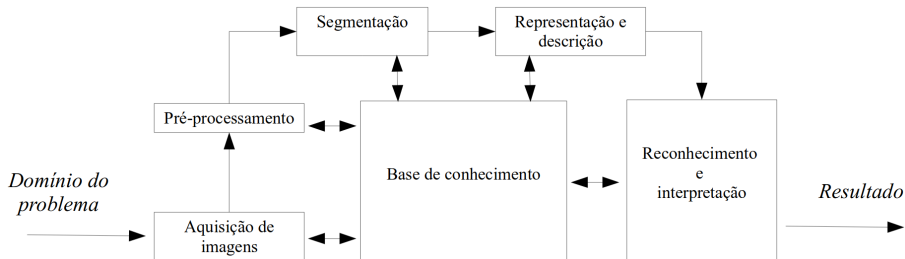 Segmentação
Representação e
descrição
Pré-processamento
Base de conhecimento
Reconhecimento
e
interpretação
Domínio do
problema
Aquisição de
imagens
Resultado